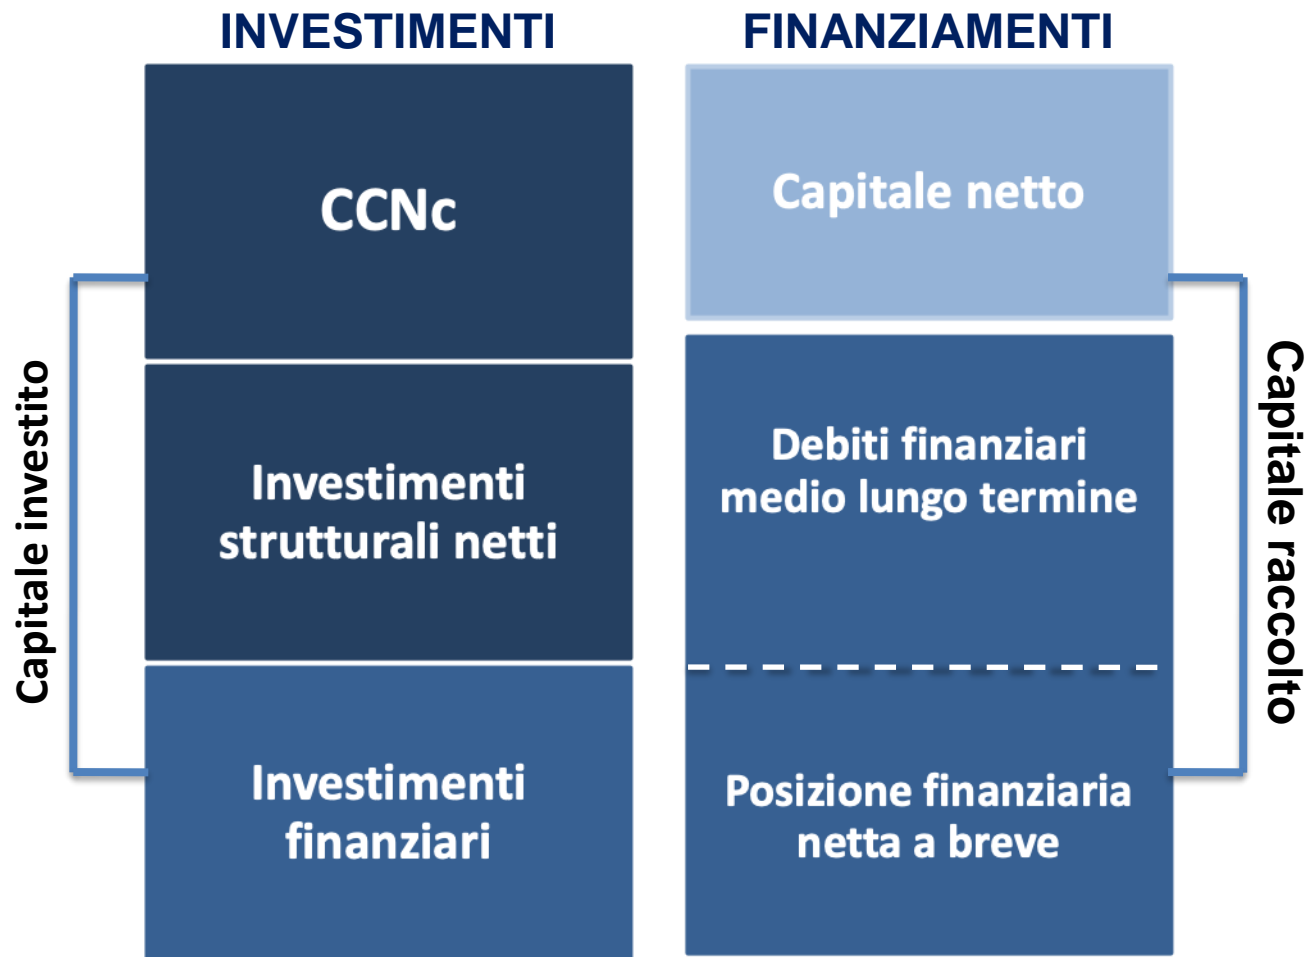 INVESTIMENTI
FINANZIAMENTI
CCNc
Capitale netto
Capitale investito
Investimenti
strutturali netti
Debiti finanziari
medio lungo termine
Capitale raccolto
Investimenti
finanziari
Posizione finanziaria
netta a breve